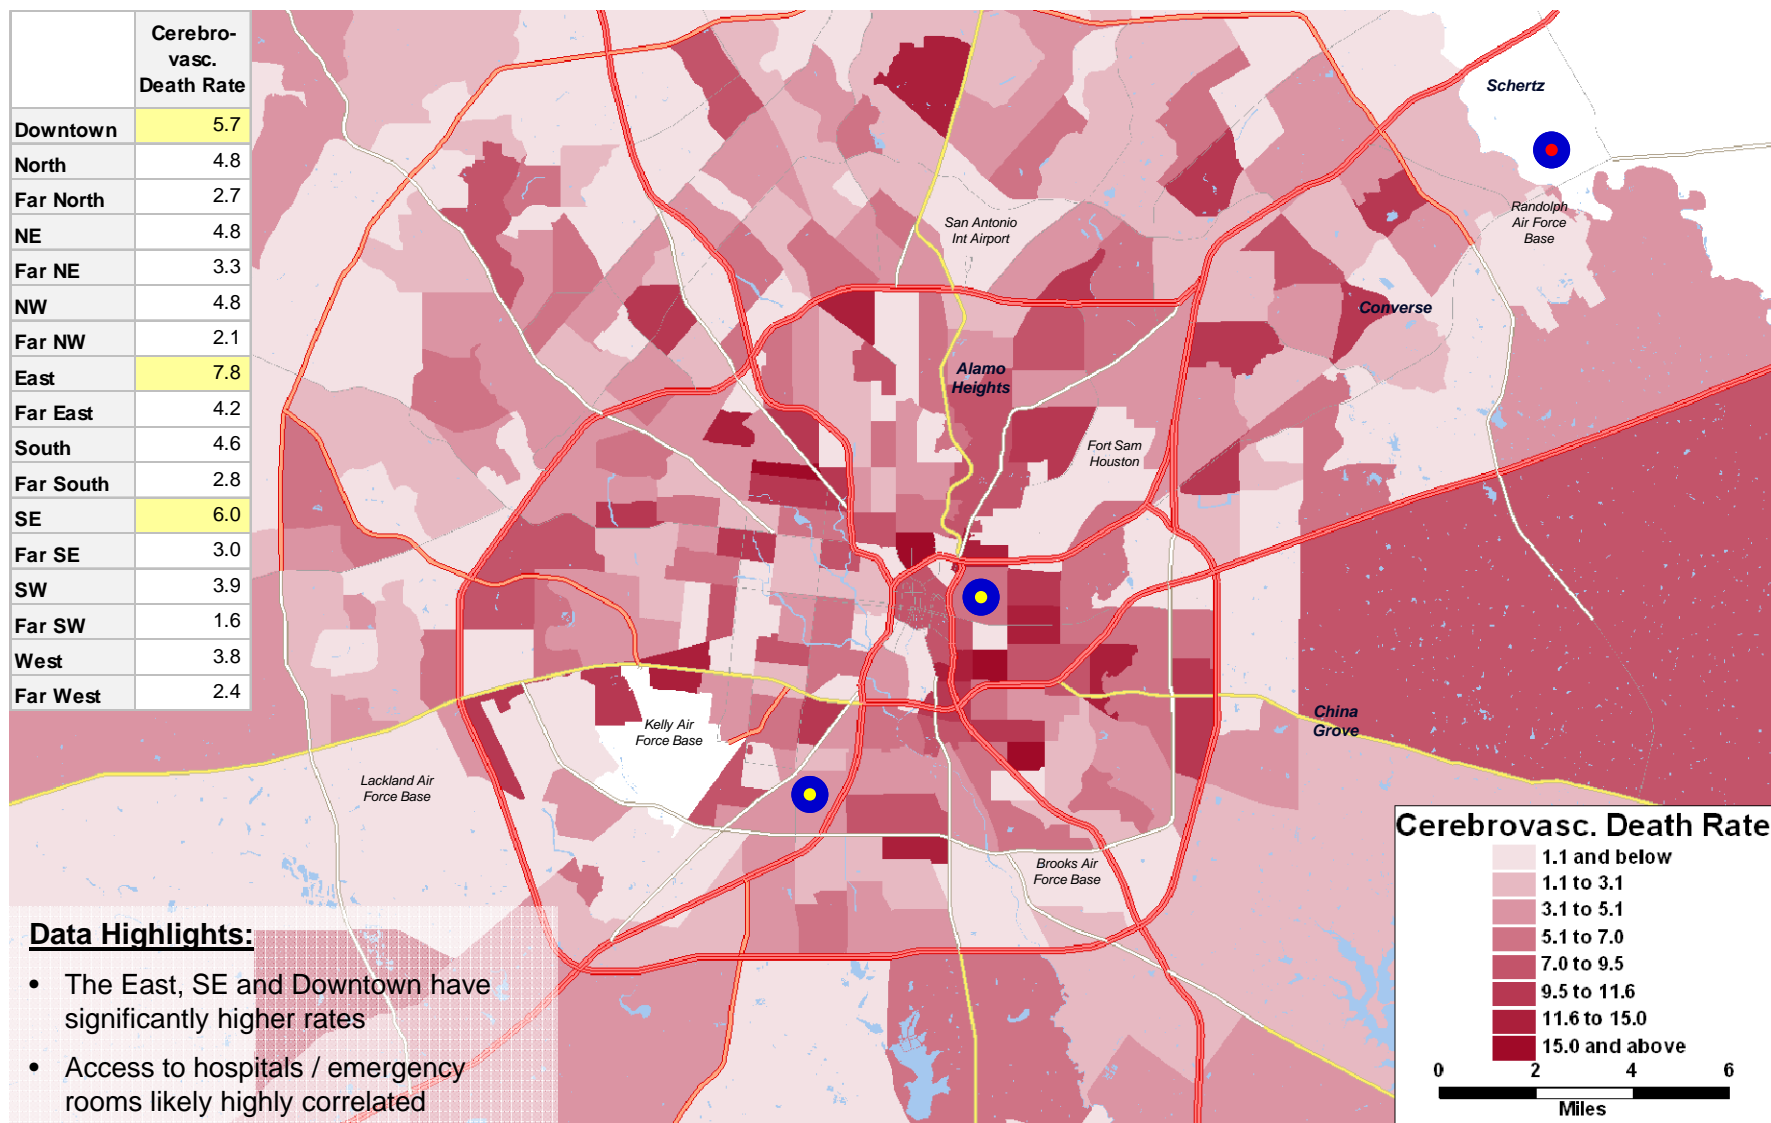 Cerebro-
vasc.
Death Rate
Downtown 5.7
North 4.8
Far North 2.7
NE 4.8
Far NE 3.3
NW 4.8
Far NW 2.1
East 7.8
Far East 4.2
South 4.6
Far South 2.8
SE 6.0
Far SE 3.0
SW 3.9
Far SW 1.6
West 3.8
Far West 2.4
Schertz
Randolph
Air Force
Base
San Antonio
Int Airport
Converse
Alamo
Heights
Fort Sam
Houston
China
Grove
Kelly Air
Force Base
Lackland Air
Force Base
Brooks Air
Force Base
Data Highlights:
• The East, SE and Downtown have
significantly higher rates
• Access to hospitals / emergency
rooms likely highly correlated
Cerebrovasc. Death Rate
1.1 and below
1.1 to 3.1
3.1 to 5.1
5.1 to 7.0
7.0 to 9.5
9.5 to 11.6
11.6 to 15.0
15.0 and above
0 2 4 6
Miles